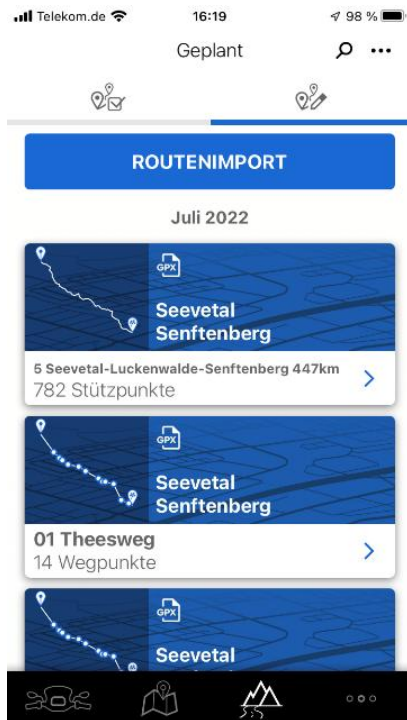 Telekom.de 16:19 98 %
Geplant
ROUTENIMPORT
Juli 2022
GPX
Seevetal
Senftenberg
5 Seevetal-Luckenwalde-Senftenberg 447km
782 Stützpunkte
GPX
Seevetal
Senftenberg
01 Theesweg
14 Wegpunkte
GPX
Seevetal